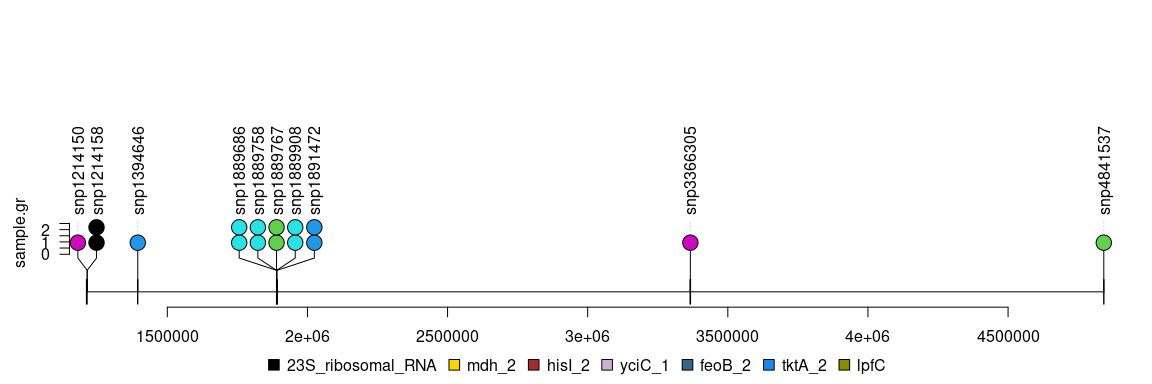 snp1214150
snp1214158
snp1394646
snp1889686
snp1889758
snp1889767
snp1889908
snp1891472
snp3366305
snp4841537
sample.gr
2
1
0
1500000 2e+06 2500000 3e+06 3500000 4e+06 4500000
23S_ribosomal_RNA mdh_2 hisI_2 yciC_1 feoB_2 tktA_2 lpfC